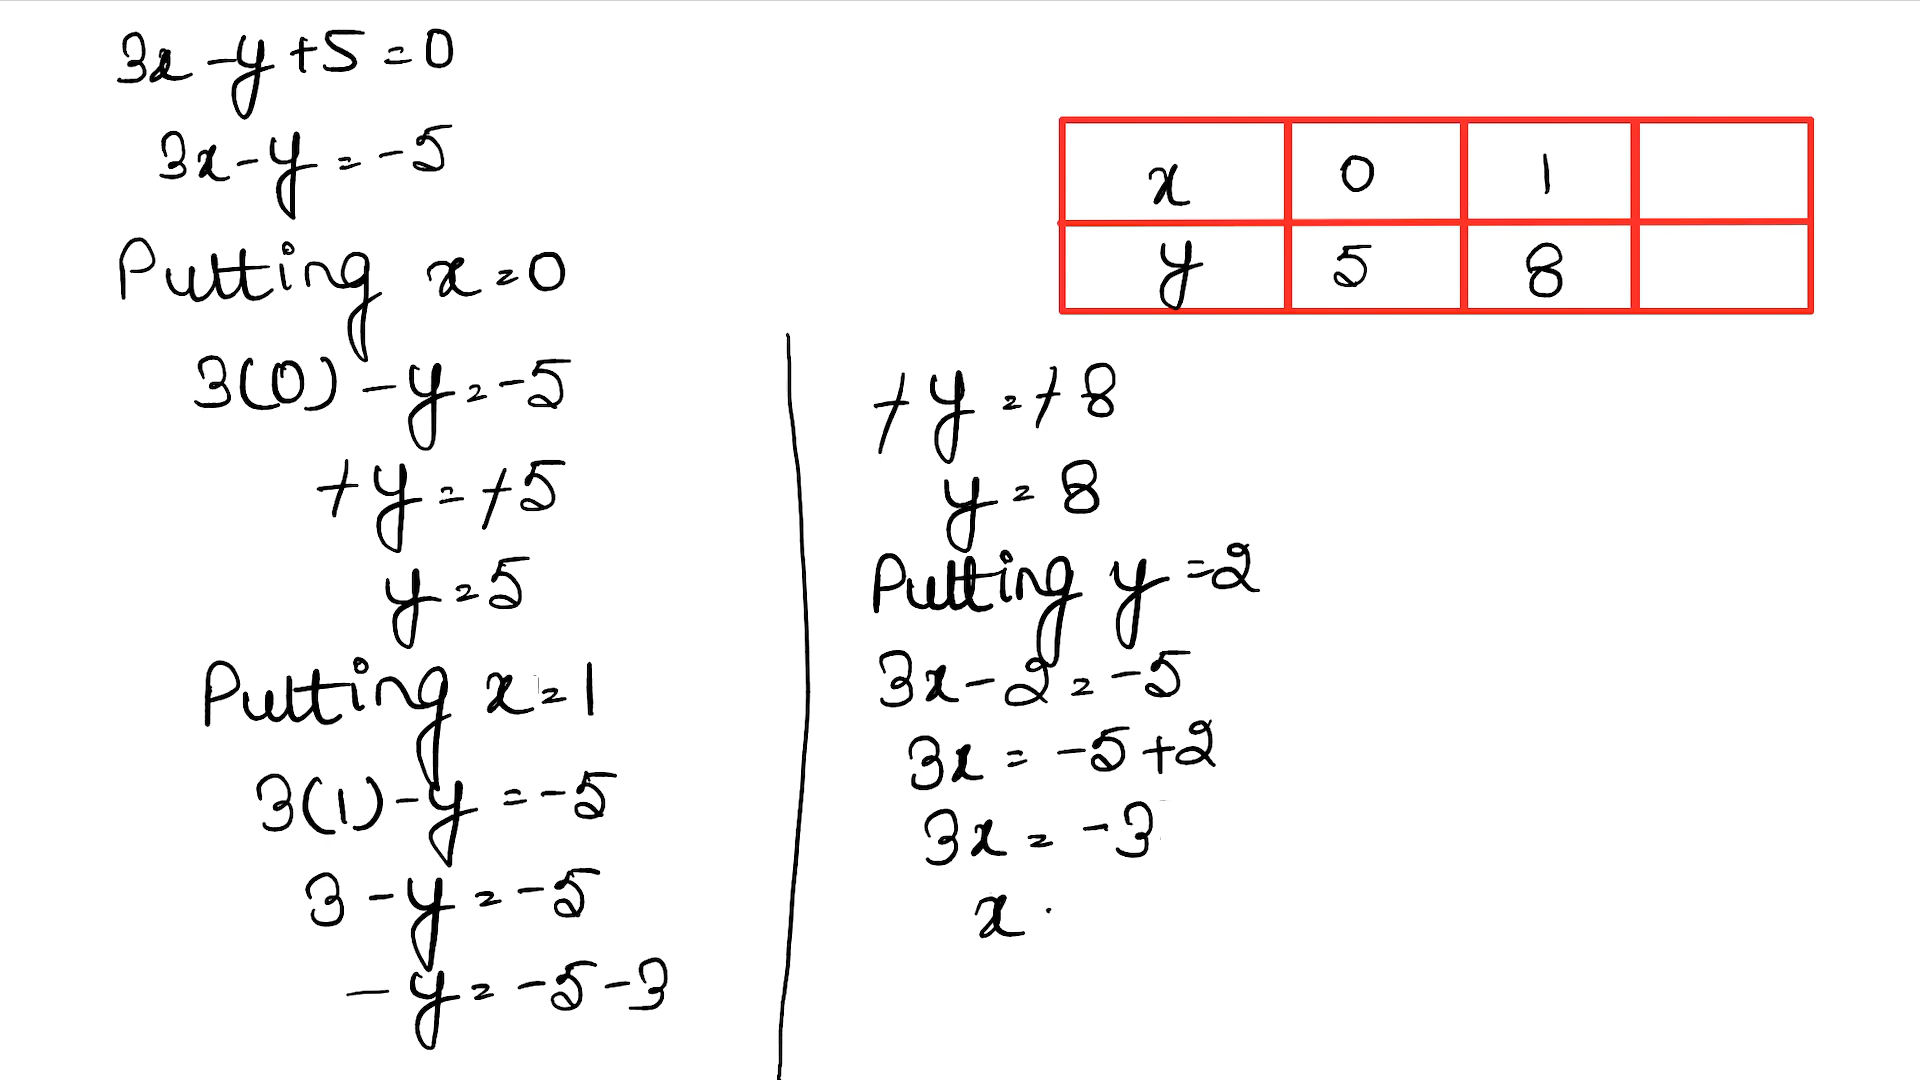 3x - y + 5 = 0
3x - y = -5
Putting x = 0
3(0) - y = -5
+y = +5
y = 5
Putting x = 1
3(1) - y = -5
3 - y = -5
-y = -5 - 3
x 0 1
y 5 8
+y = +8
y = 8
Putting y = 2
3x - 2 = -5
3x = -5 + 2
3x = -3
x